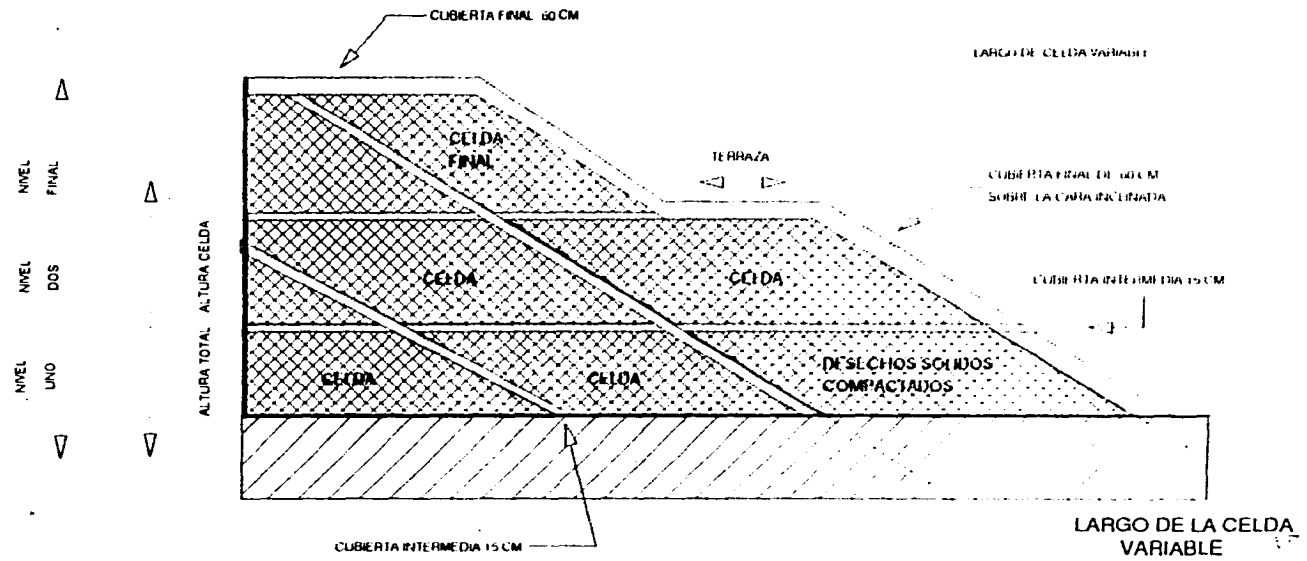 CUBIERTA FINAL 60 CM
LARGO DE CELDA VARIABLE
CELDA
FINAL
TERRAZA
CUBIERTA FINAL DE 60 CM
SOBRE LA CARA INCLINADA
NIVEL
FINAL
NIVEL
DOS
NIVEL
UNO
ALTURA TOTAL ALTURA CELDA
CELDA
CELDA
CUBIERTA INTERMEDIA 15 CM
CELDA
CELDA
DESECHOS SOLIDOS
COMPACTADOS
CUBIERTA INTERMEDIA 15 CM
LARGO DE LA CELDA
VARIABLE